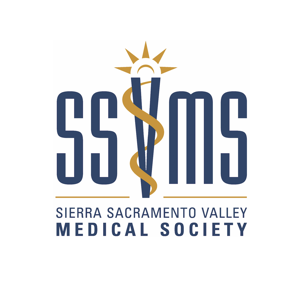 SSVMS
SIERRA SACRAMENTO VALLEY
MEDICAL SOCIETY